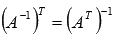 (A⁻¹)ᵀ = (Aᵀ)⁻¹